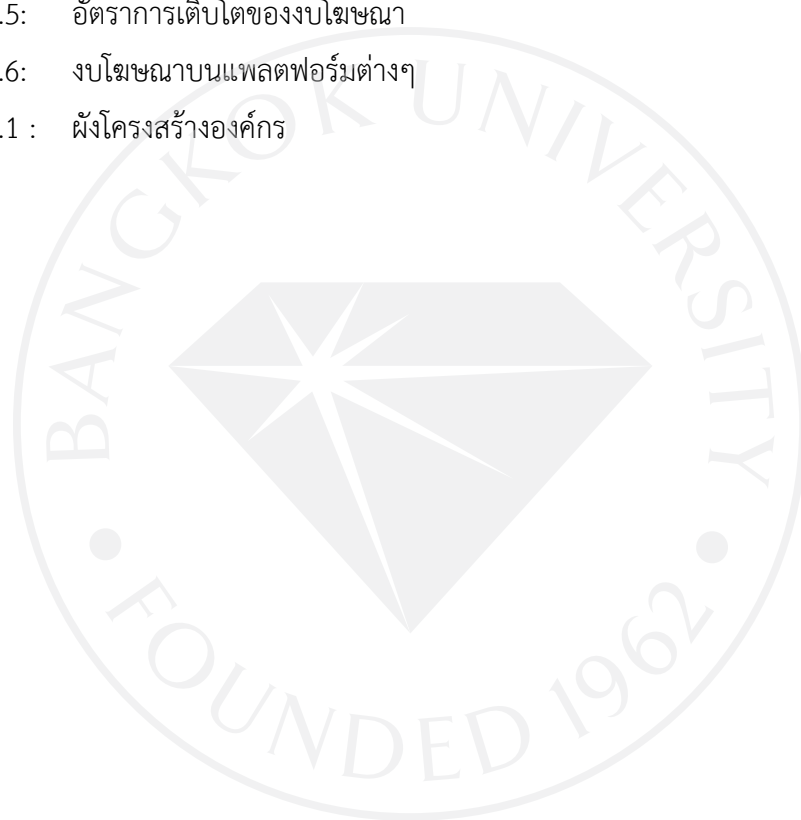 .5: อัตราการเติบโตของงบโฆษณา
.6: งบโฆษณาบนแพลตฟอร์มต่างๆ
.1 : ผังโครงสร้างองค์กร
BANGKOK UNIVERSITY
• FOUNDED 1962 •